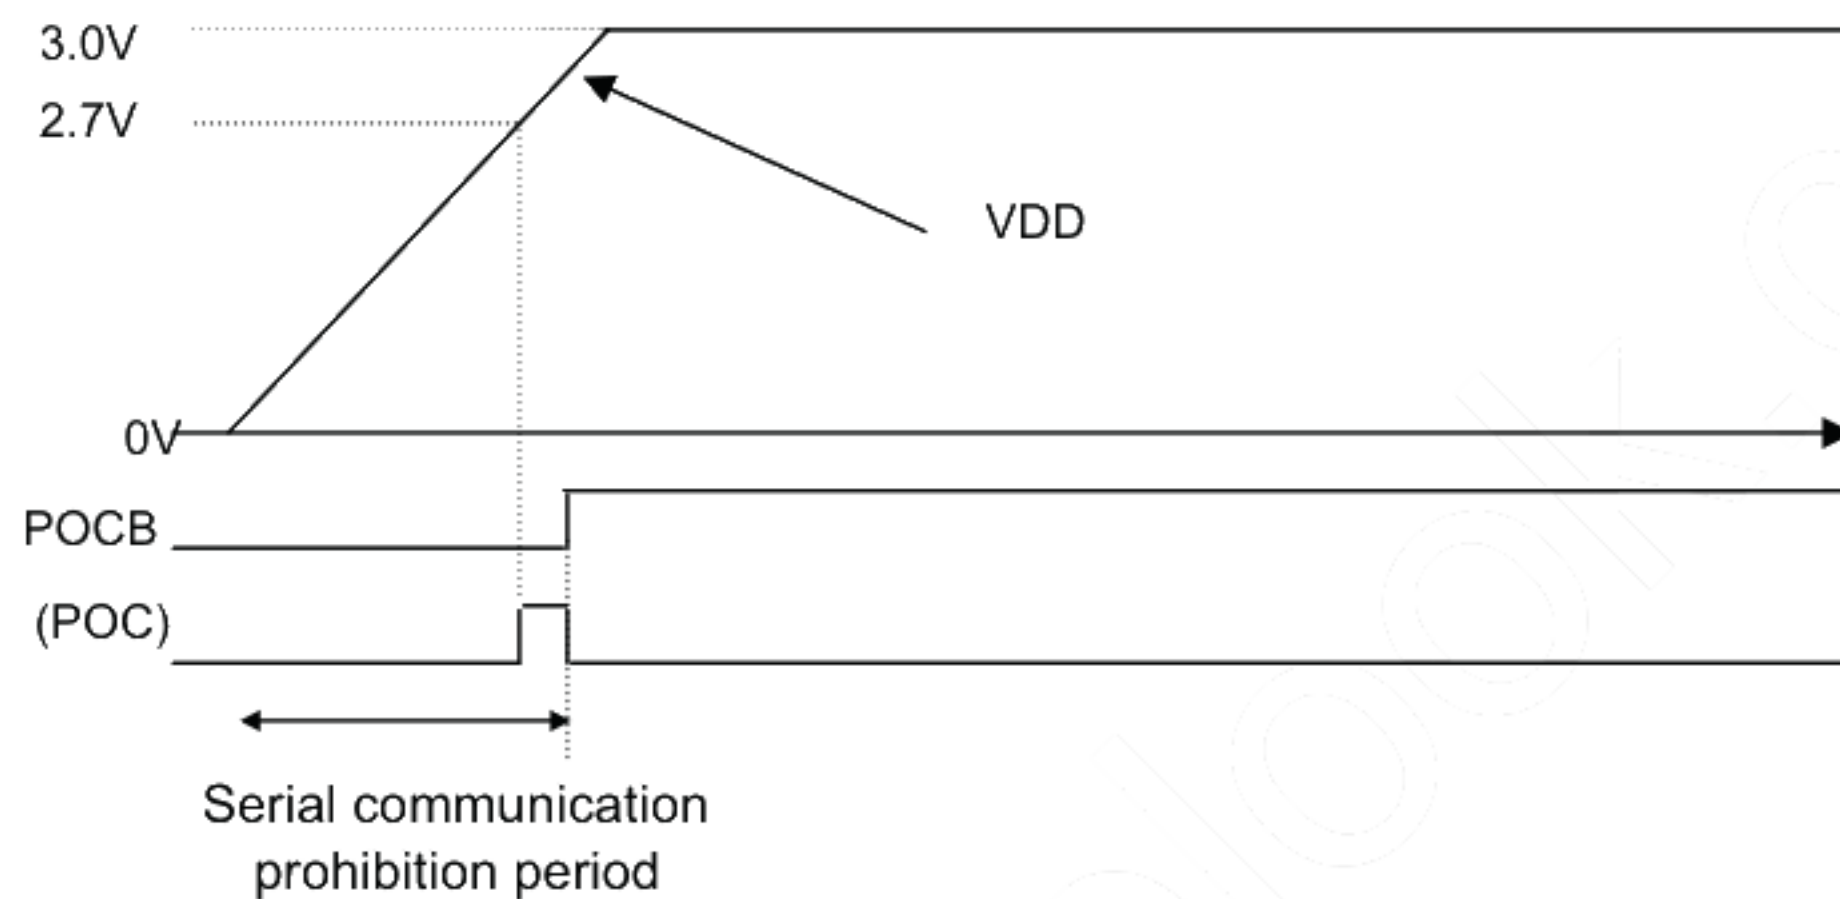 3.0V
2.7V
VDD
0V
POCB
(POC)
Serial communication
prohibition period